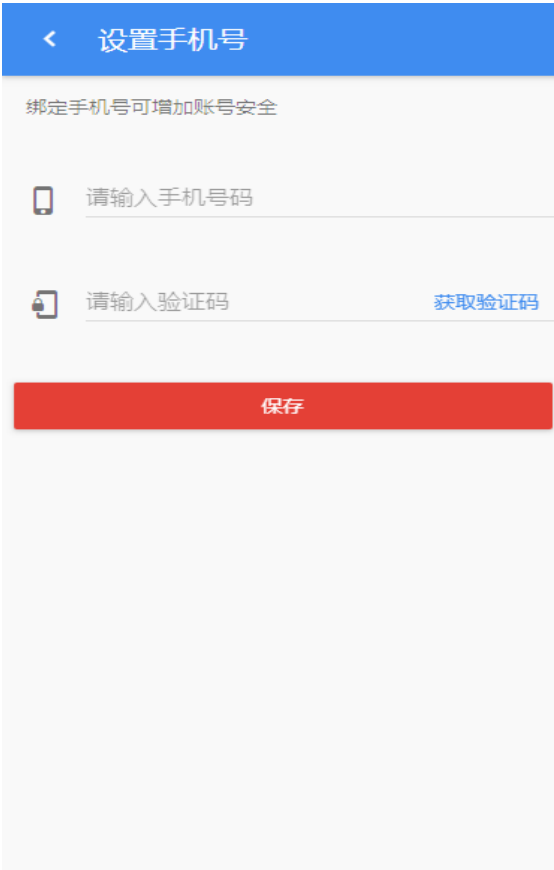 设置手机号
绑定手机号可增加账号安全
请输入手机号码
请输入验证码 获取验证码
保存